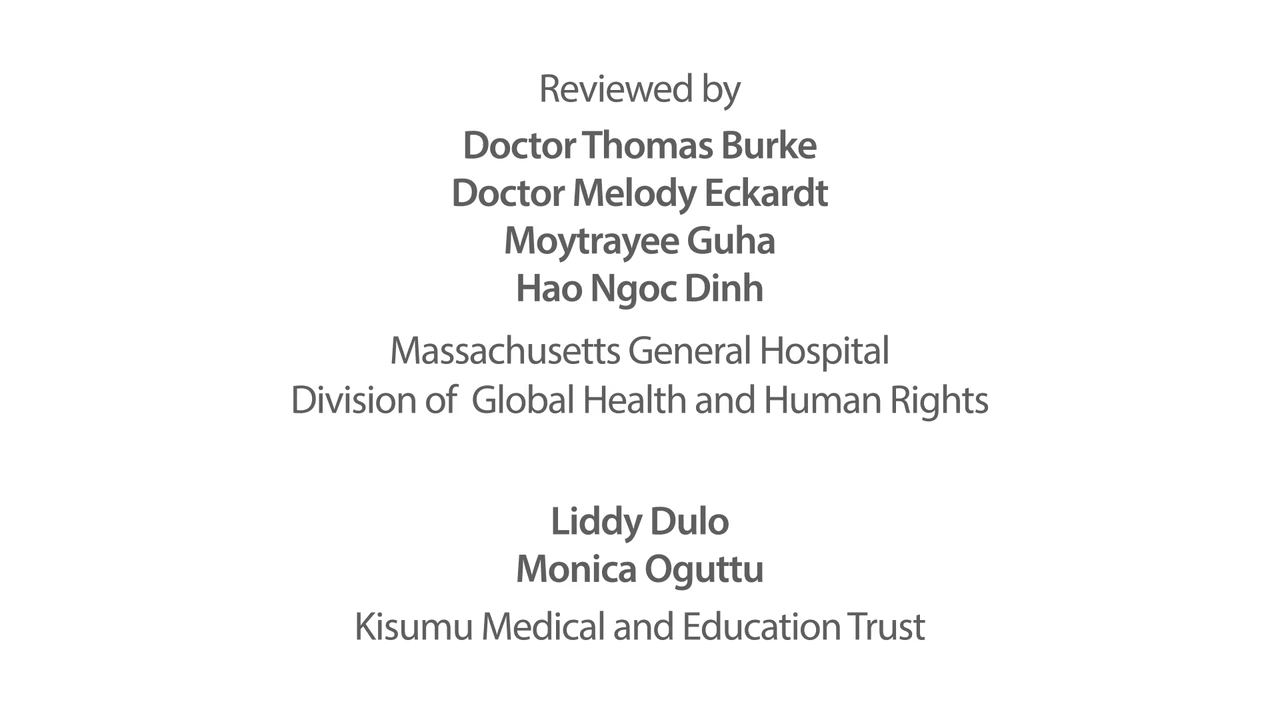 Reviewed by
Doctor Thomas Burke
Doctor Melody Eckardt
Moytrayee Guha
Hao Ngoc Dinh
Massachusetts General Hospital
Division of Global Health and Human Rights
Liddy Dulo
Monica Oguttu
Kisumu Medical and Education Trust